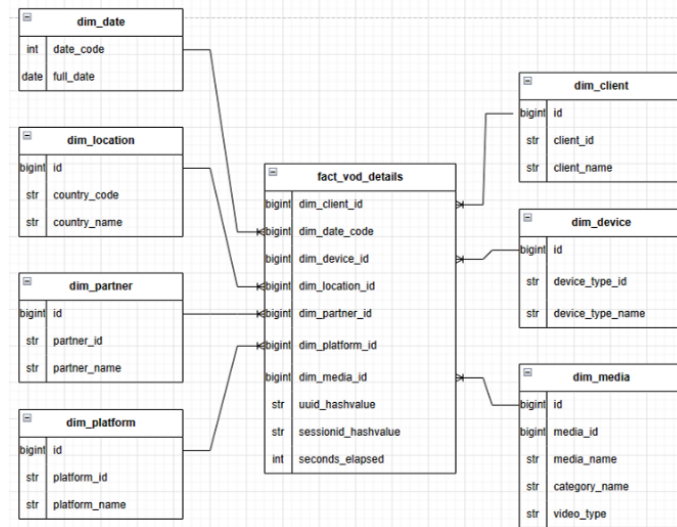 dim_date
int date_code
date full_date
dim_location
bigint id
str country_code
str country_name
dim_partner
bigint id
str partner_id
str partner_name
dim_platform
bigint id
str platform_id
str platform_name
fact_vod_details
bigint dim_client_id
bigint dim_date_code
bigint dim_device_id
bigint dim_location_id
bigint dim_partner_id
bigint dim_platform_id
bigint dim_media_id
str uuid_hashvalue
str sessionid_hashvalue
int seconds_elapsed
dim_client
bigint id
str client_id
str client_name
dim_device
bigint id
str device_type_id
str device_type_name
dim_media
bigint id
bigint media_id
str media_name
str category_name
str video_type